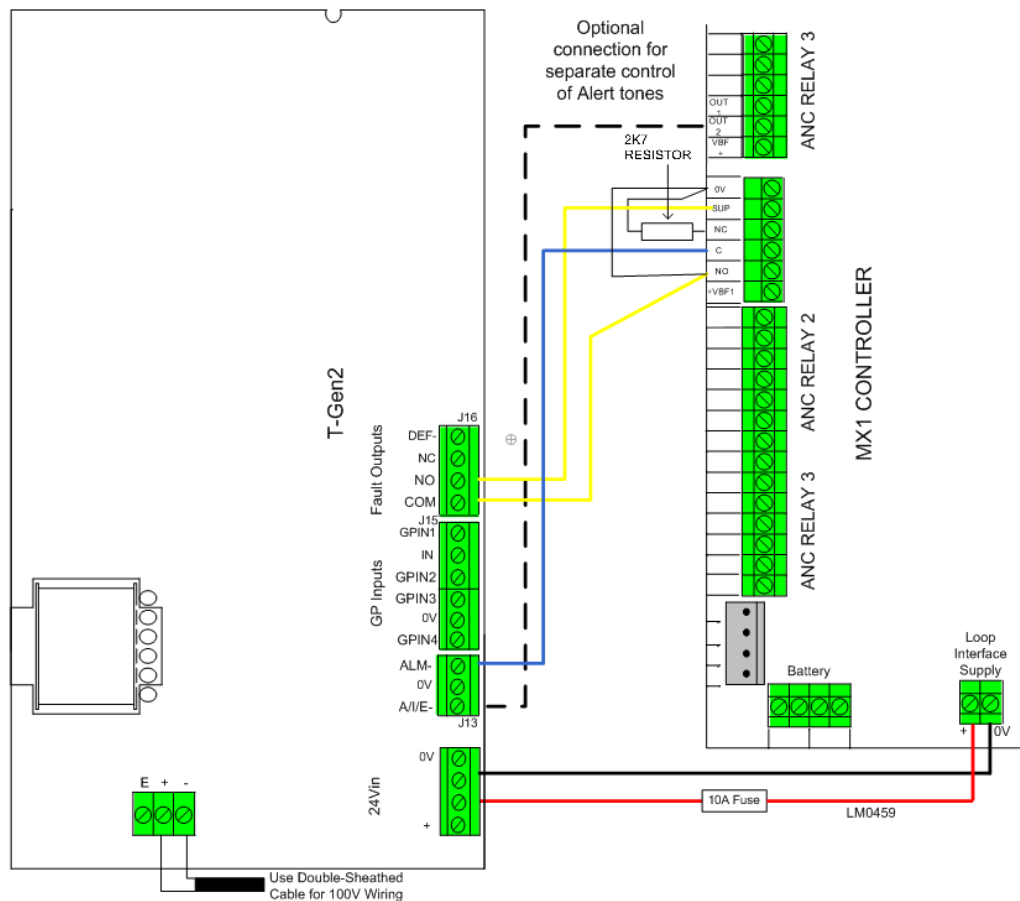 Optional
connection for
separate control
of Alert tones
ANC RELAY 3
OUT
1
OUT
2
VBF
+
2K7
RESISTOR
0V
SUP
NC
C
NO
+VBF1
ANC RELAY 2
MX1 CONTROLLER
ANC RELAY 3
T-Gen2
J16
Fault Outputs
DEF-
NC
NO
COM
J15
GP Inputs
GPIN1
IN
GPIN2
GPIN3
0V
GPIN4
ALM-
0V
A/I/E-
J13
24Vin
0V
+
Battery
Loop
Interface
Supply
+
0V
10A Fuse
LM0459
E + -
Use Double-Sheathed
Cable for 100V Wiring